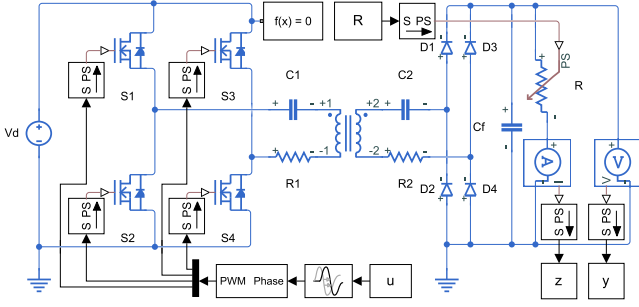 f(x) = 0
R
S PS
D1
D3
S PS
S1
S PS
S3
PS
C1
C2
R
+1
+2
Vd
Cf
-1
-2
A
V
R1
R2
D2
D4
V
I
S PS
S2
S PS
S4
S PS
S PS
PWM Phase
u
z
y